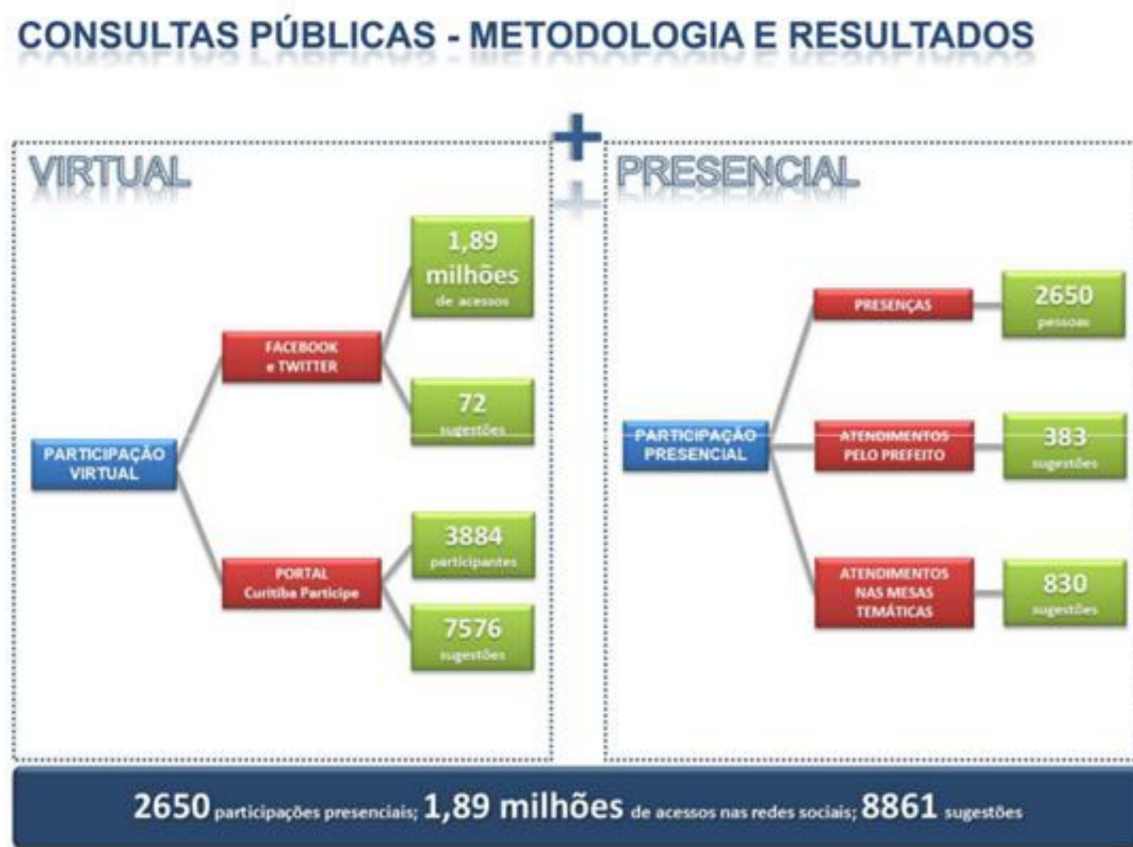 CONSULTAS PÚBLICAS - METODOLOGIA E RESULTADOS
VIRTUAL
1,89
milhões
de acessos
FACEBOOK
e TWITTER
72
sugestões
PARTICIPAÇÃO
VIRTUAL
3884
participantes
PORTAL
Curitiba Participe
7576
sugestões
+
PRESENCIAL
PRESENÇAS
2650
pessoas
PARTICIPAÇÃO
PRESENCIAL
ATENDIMENTOS
PELO PREFEITO
383
sugestões
ATENDIMENTOS
NAS MESAS
TEMÁTICAS
830
sugestões
2650 participações presenciais; 1,89 milhões de acessos nas redes sociais; 8861 sugestões